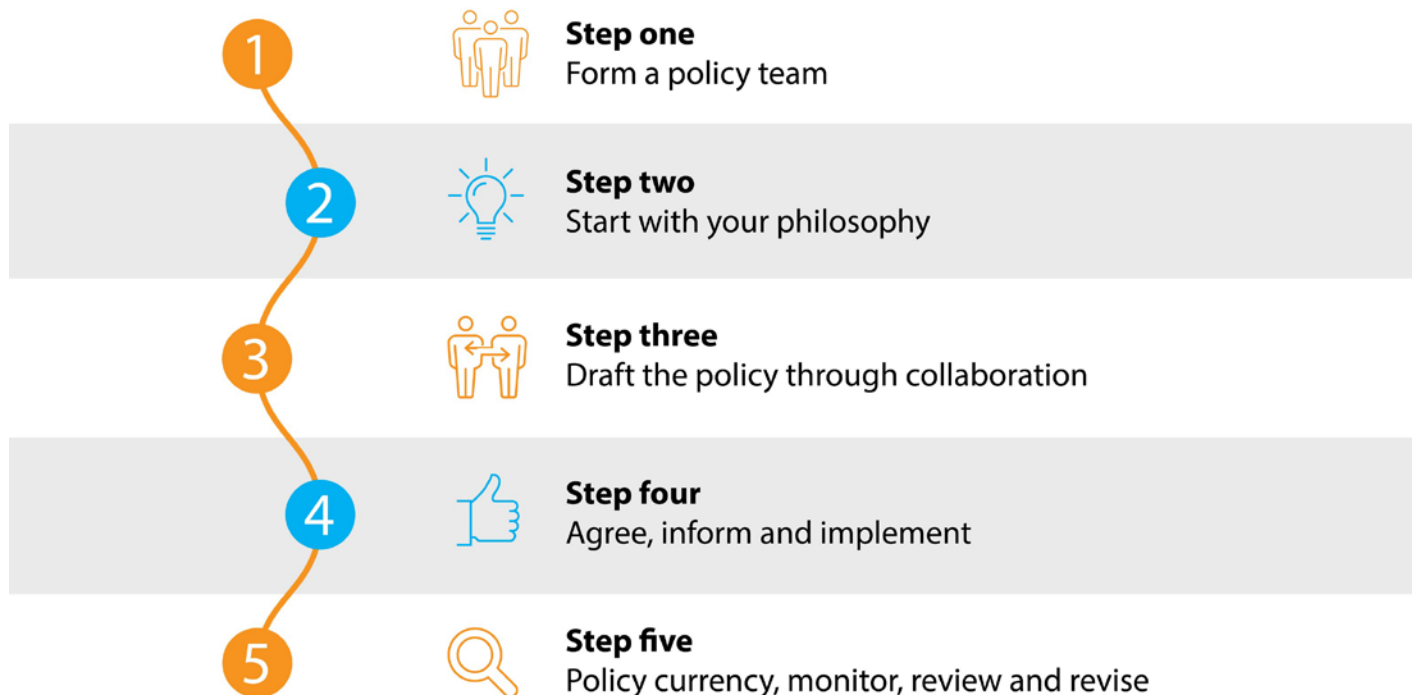 1
Step one
Form a policy team
2
Step two
Start with your philosophy
3
Step three
Draft the policy through collaboration
4
Step four
Agree, inform and implement
5
Step five
Policy currency, monitor, review and revise